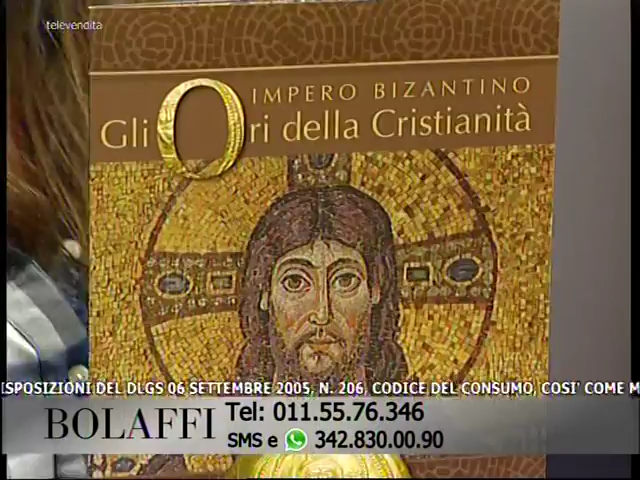 televendita
IMPERO BIZANTINO
Gli Ori della Cristianità
ISPOSIZIONI DEL DLGS 06 SETTEMBRE 2005, N. 206, CODICE DEL CONSUMO, COSI' COME M
BOLAFFI
Tel: 011.55.76.346
SMS e 342.830.00.90